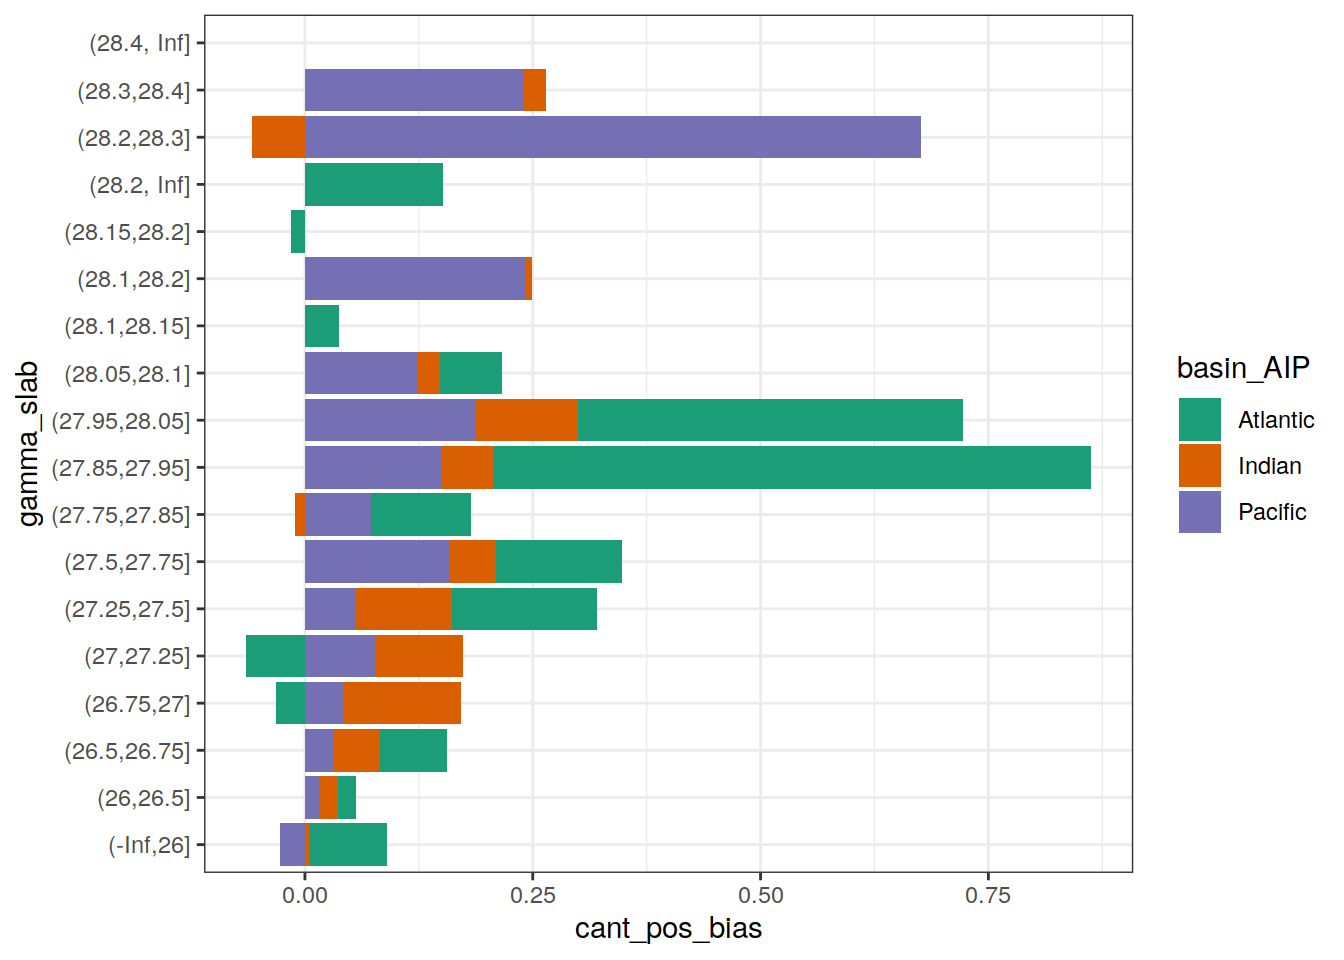 (28.4, Inf]
(28.3,28.4]
(28.2,28.3]
(28.2, Inf]
(28.15,28.2]
(28.1,28.2]
(28.1,28.15]
(28.05,28.1]
(27.95,28.05]
(27.85,27.95]
(27.75,27.85]
(27.5,27.75]
(27.25,27.5]
(27,27.25]
(26.75,27]
(26.5,26.75]
(26,26.5]
(-Inf,26]
gamma_slab
0.00 0.25 0.50 0.75
cant_pos_bias
basin_AIP
Atlantic
Indian
Pacific